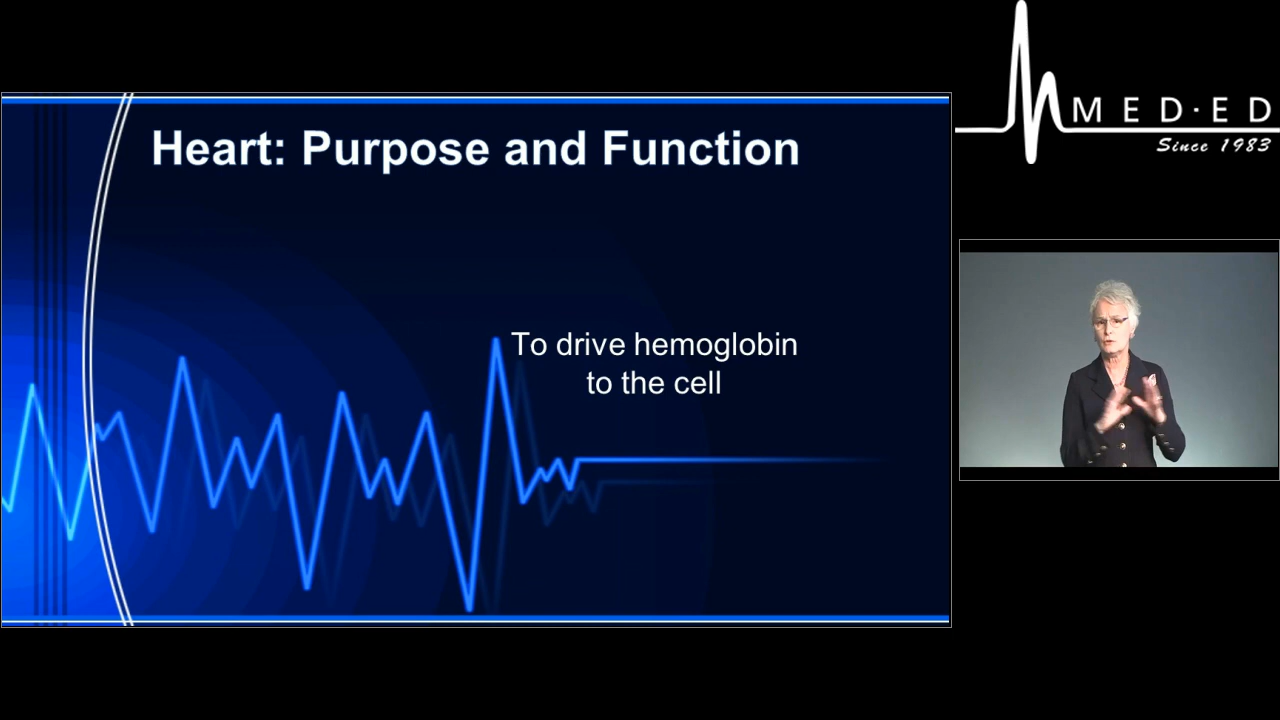 Heart: Purpose and Function
To drive hemoglobin
to the cell
MED·ED
Since 1983